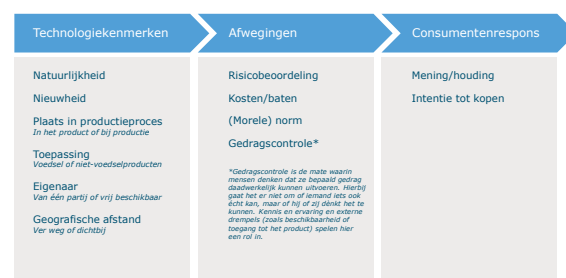 Technologiekenmerken
Afwegingen
Consumentenrespons
Natuurlijkheid
Nieuwheid
Plaats in productieproces
In het product of bij productie
Toepassing
Voedsel of niet-voedselproducten
Eigenaar
Van één partij of vrij beschikbaar
Geografische afstand
Ver weg of dichtbij
Risicobeoordeling
Kosten/baten
(Morele) norm
Gedragscontrole*
*Gedragscontrole is de mate waarin
mensen denken dat ze bepaald gedrag
daadwerkelijk kunnen uitvoeren. Hierbij
gaat het er niet om of iemand iets ook
écht kan, maar of hij of zij dénkt het te
kunnen. Kennis en ervaring en externe
drempels (zoals beschikbaarheid of
toegang tot het product) spelen hier
een rol in.
Mening/houding
Intentie tot kopen